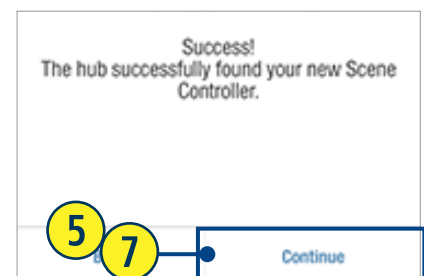 Success!
The hub successfully found your new Scene
Controller.
5
7
Continue